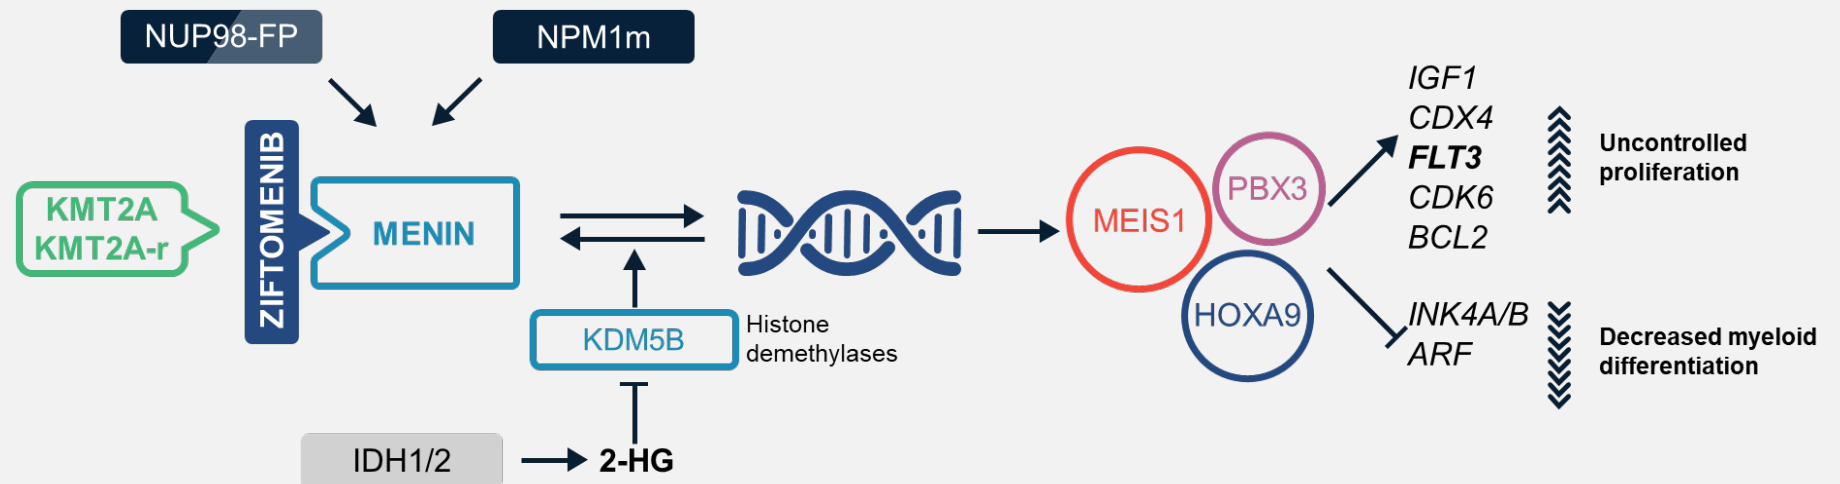 NUP98-FP
NPM1m
KMT2A
KMT2A-r
ZIFTOMENIB
MENIN
KDM5B
Histone
demethylases
IDH1/2
2-HG
MEIS1
PBX3
HOXA9
IGF1
CDX4
FLT3
CDK6
BCL2
Uncontrolled
proliferation
INK4A/B
ARF
Decreased myeloid
differentiation